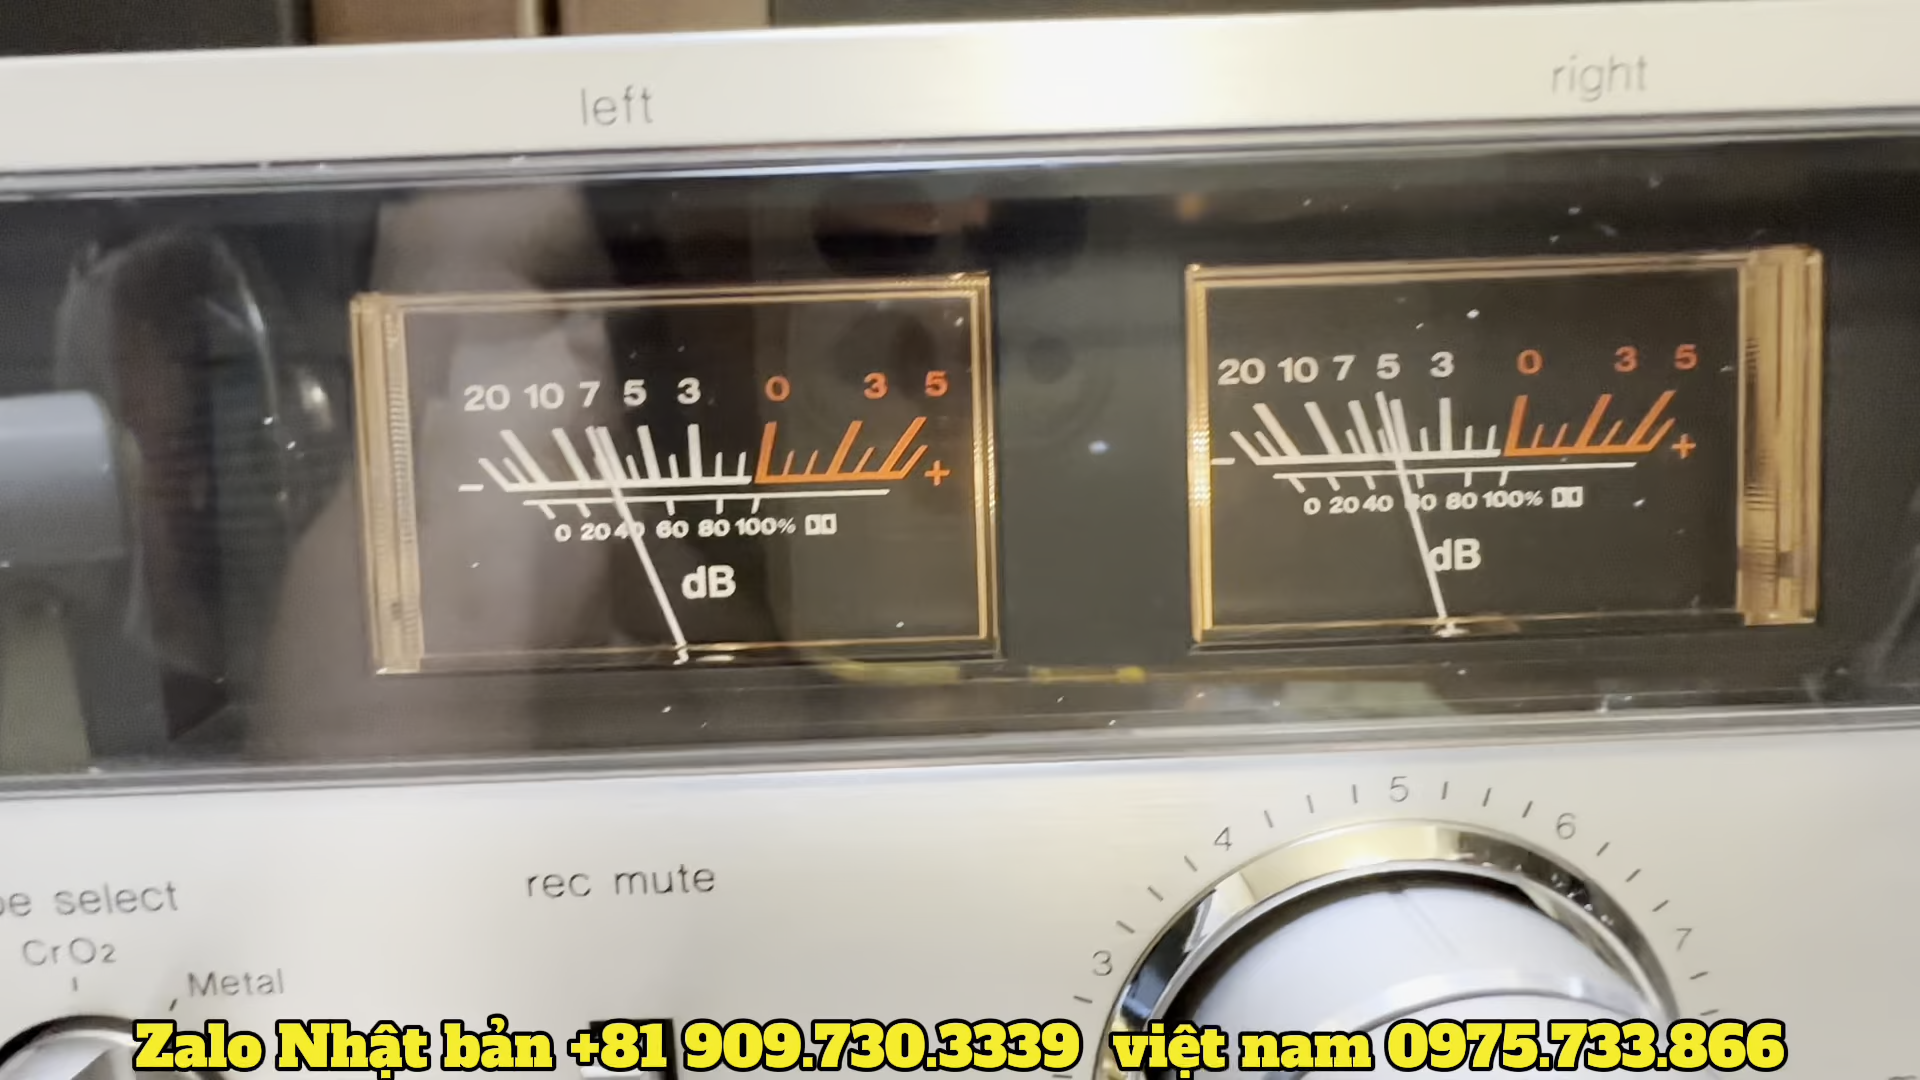 left
right
20 10 7 5 3 0 3 5
- +
0 20 40 60 80 100%
dB
20 10 7 5 3 0 3 5
- +
0 20 40 60 80 100%
dB
select
CrO2
Metal
rec mute
3 4 5 6 7
Zalo Nhật bản +81 909.730.3339 việt nam 0975.733.866